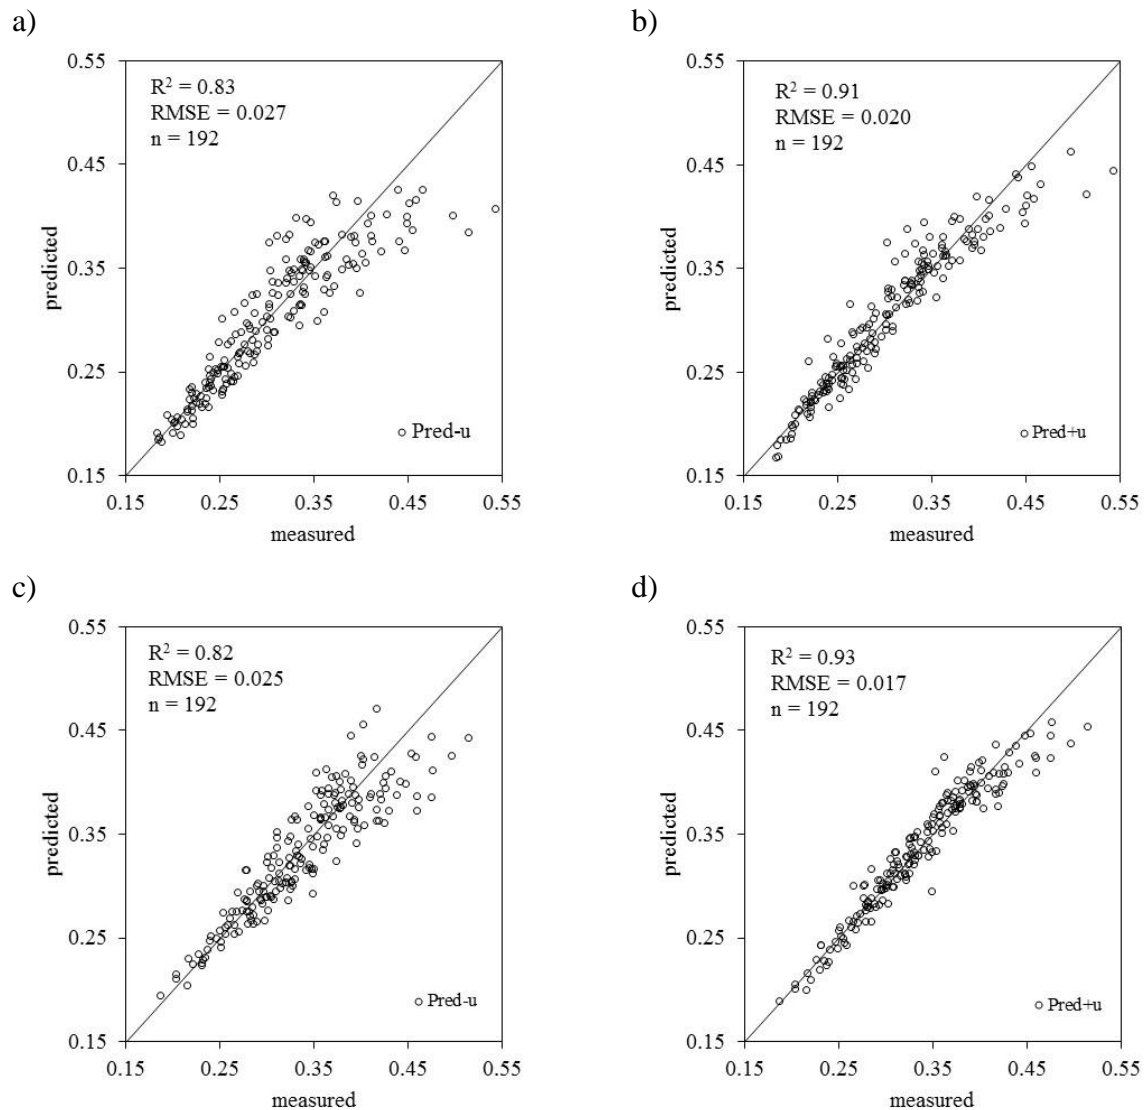 a)
0.55
0.45
0.35
0.25
0.15
predicted
R² = 0.83
RMSE = 0.027
n = 192
Pred-u
0.15 0.25 0.35 0.45 0.55
measured
b)
0.55
0.45
0.35
0.25
0.15
predicted
R² = 0.91
RMSE = 0.020
n = 192
Pred+u
0.15 0.25 0.35 0.45 0.55
measured
c)
0.55
0.45
0.35
0.25
0.15
predicted
R² = 0.82
RMSE = 0.025
n = 192
Pred-u
0.15 0.25 0.35 0.45 0.55
measured
d)
0.55
0.45
0.35
0.25
0.15
predicted
R² = 0.93
RMSE = 0.017
n = 192
Pred+u
0.15 0.25 0.35 0.45 0.55
measured